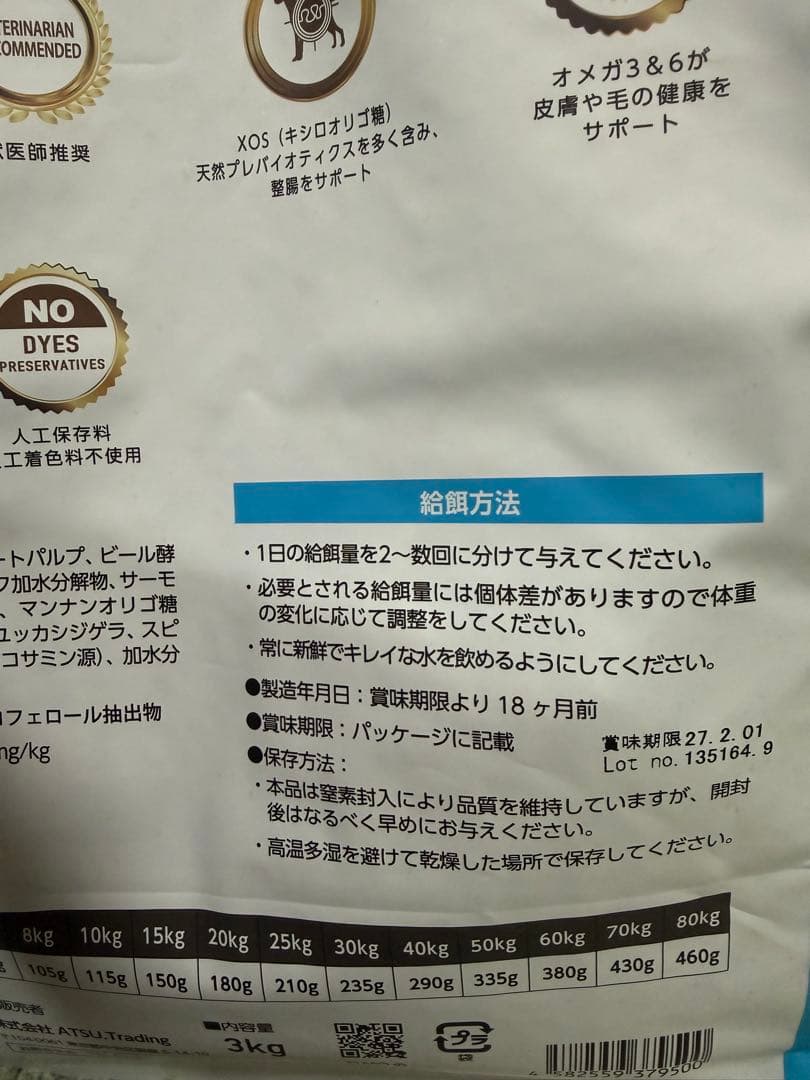 TERINARIAN
COMMENDED
医師推奨
XOS（キシロオリゴ糖）
天然プレバイオティクスを多く含み、
整腸をサポート
オメガ3＆6が
皮膚や毛の健康を
サポート
NO
DYES
PRESERVATIVES
人工保存料
工着色料不使用
ートパルプ、ビール酵
加水分解物、サーモ
、マンナンオリゴ糖
ユッカシジゲラ、スピ
コサミン源）、加水分
フェロール抽出物
mg/kg
給餌方法
・1日の給餌量を2～数回に分けて与えてください。
・必要とされる給餌量には個体差がありますので体重
の変化に応じて調整をしてください。
・常に新鮮でキレイな水を飲めるようにしてください。
●製造年月日：賞味期限より 18 ヶ月前
●賞味期限：パッケージに記載
賞味期限27. 2. 01
Lot no. 135164. 9
●保存方法：
・本品は窒素封入により品質を維持していますが、開封
後はなるべく早めにお与えください。
・高温多湿を避けて乾燥した場所で保存してください。
8kg 10kg 15kg 20kg 25kg 30kg 40kg 50kg 60kg 70kg 80kg
105g 115g 150g 180g 210g 235g 290g 335g 380g 430g 460g
販売者
株式会社 ATSU.Trading
■内容量
3kg
プラ
袋
4 582559 379500